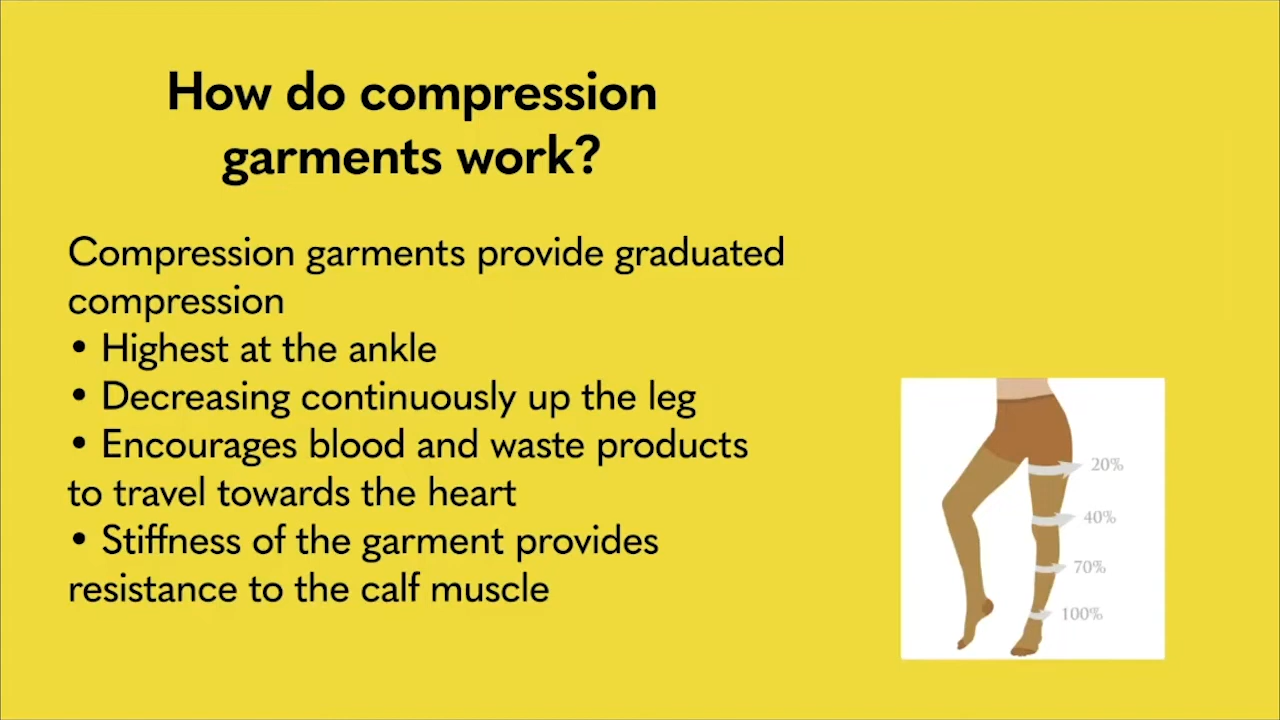 How do compression
garments work?
Compression garments provide graduated
compression
• Highest at the ankle
• Decreasing continuously up the leg
• Encourages blood and waste products
to travel towards the heart
• Stiffness of the garment provides
resistance to the calf muscle
20%
40%
70%
100%